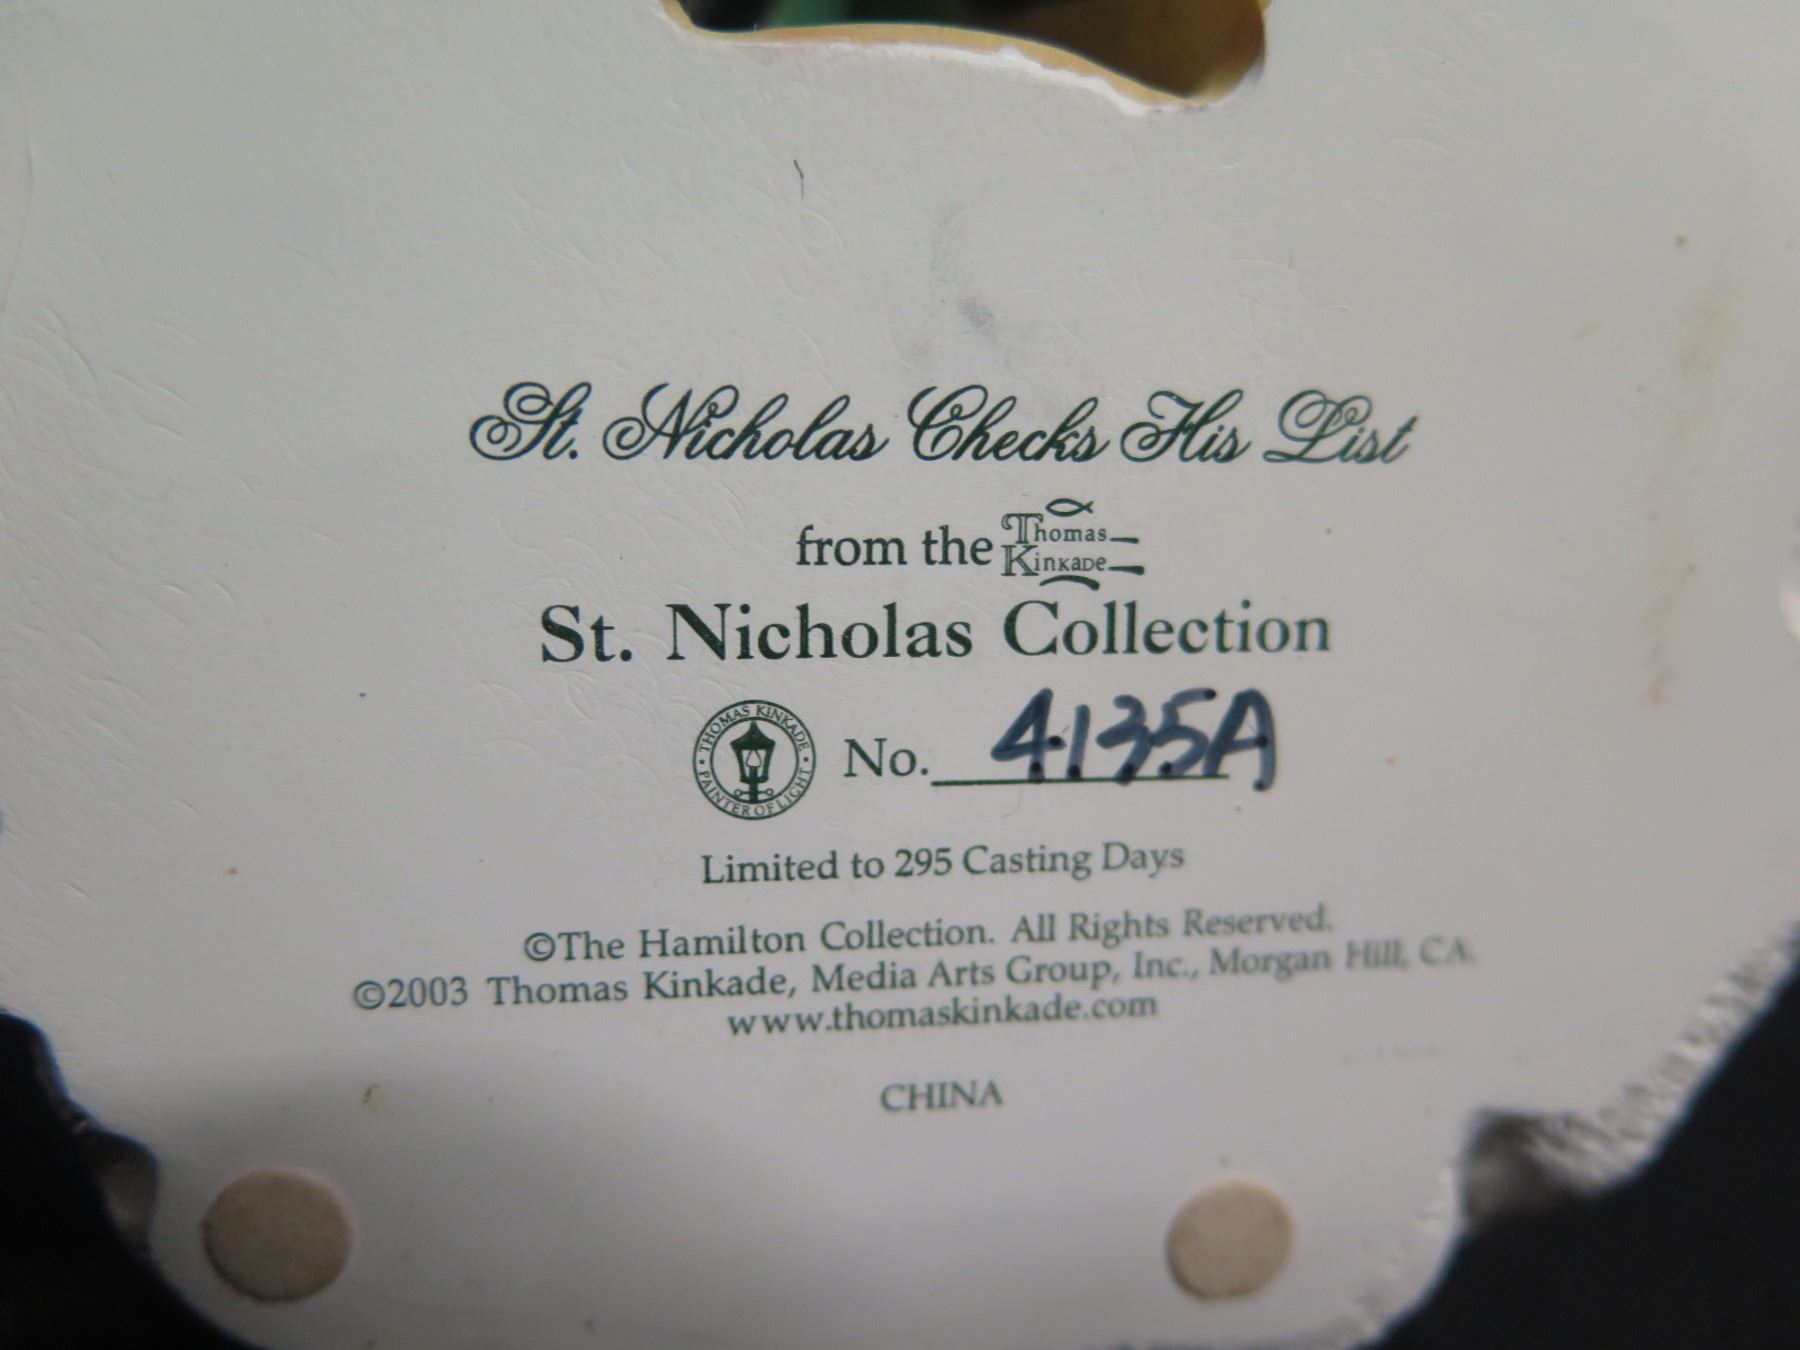 St. Nicholas Checks His List
from the Thomas Kinkade
St. Nicholas Collection
THOMAS KINKADE • PAINTER OF LIGHT •
No. 4135A
Limited to 295 Casting Days
©The Hamilton Collection. All Rights Reserved.
©2003 Thomas Kinkade, Media Arts Group, Inc., Morgan Hill, CA.
www.thomaskinkade.com
CHINA